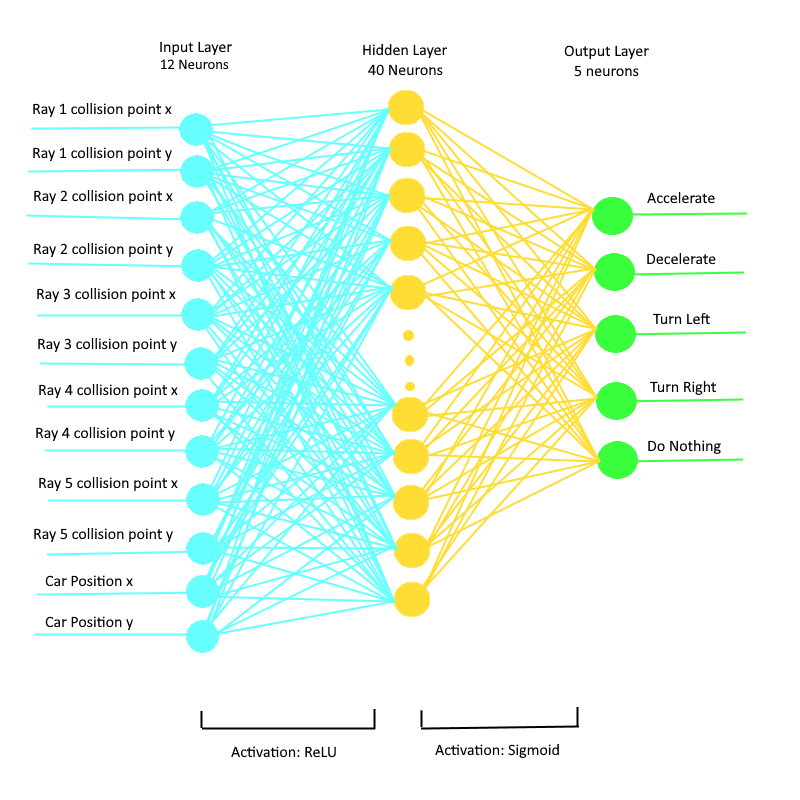 Input Layer
12 Neurons
Hidden Layer
40 Neurons
Output Layer
5 neurons
Ray 1 collision point x
Ray 1 collision point y
Ray 2 collision point x
Ray 2 collision point y
Ray 3 collision point x
Ray 3 collision point y
Ray 4 collision point x
Ray 4 collision point y
Ray 5 collision point x
Ray 5 collision point y
Car Position x
Car Position y
Accelerate
Decelerate
Turn Left
Turn Right
Do Nothing
Activation: ReLU
Activation: Sigmoid